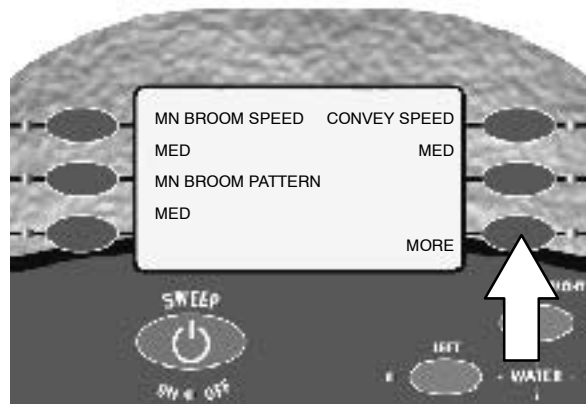 MN BROOM SPEED CONVEY SPEED
MED MED
MN BROOM PATTERN
MED
MORE
SWEEP
ON OFF
LEFT
WATER